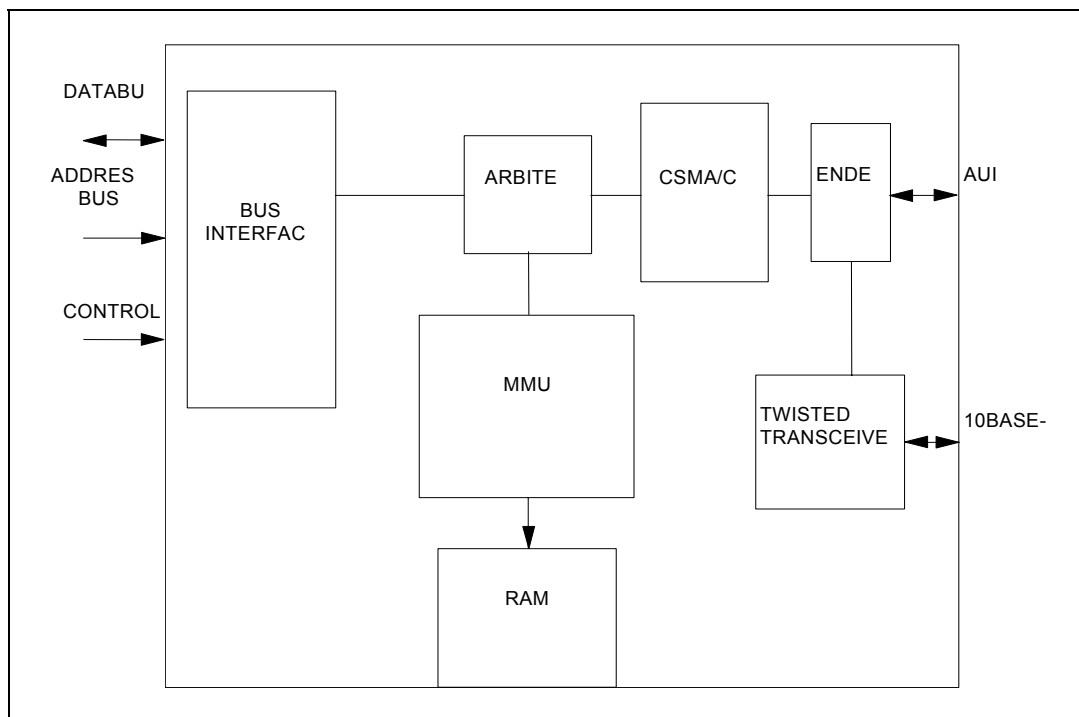 DATABU
ADDRES
BUS
CONTROL
BUS
INTERFAC
ARBITE
CSMA/C
ENDE
AUI
MMU
TWISTED
TRANSCEIVE
10BASE-
RAM